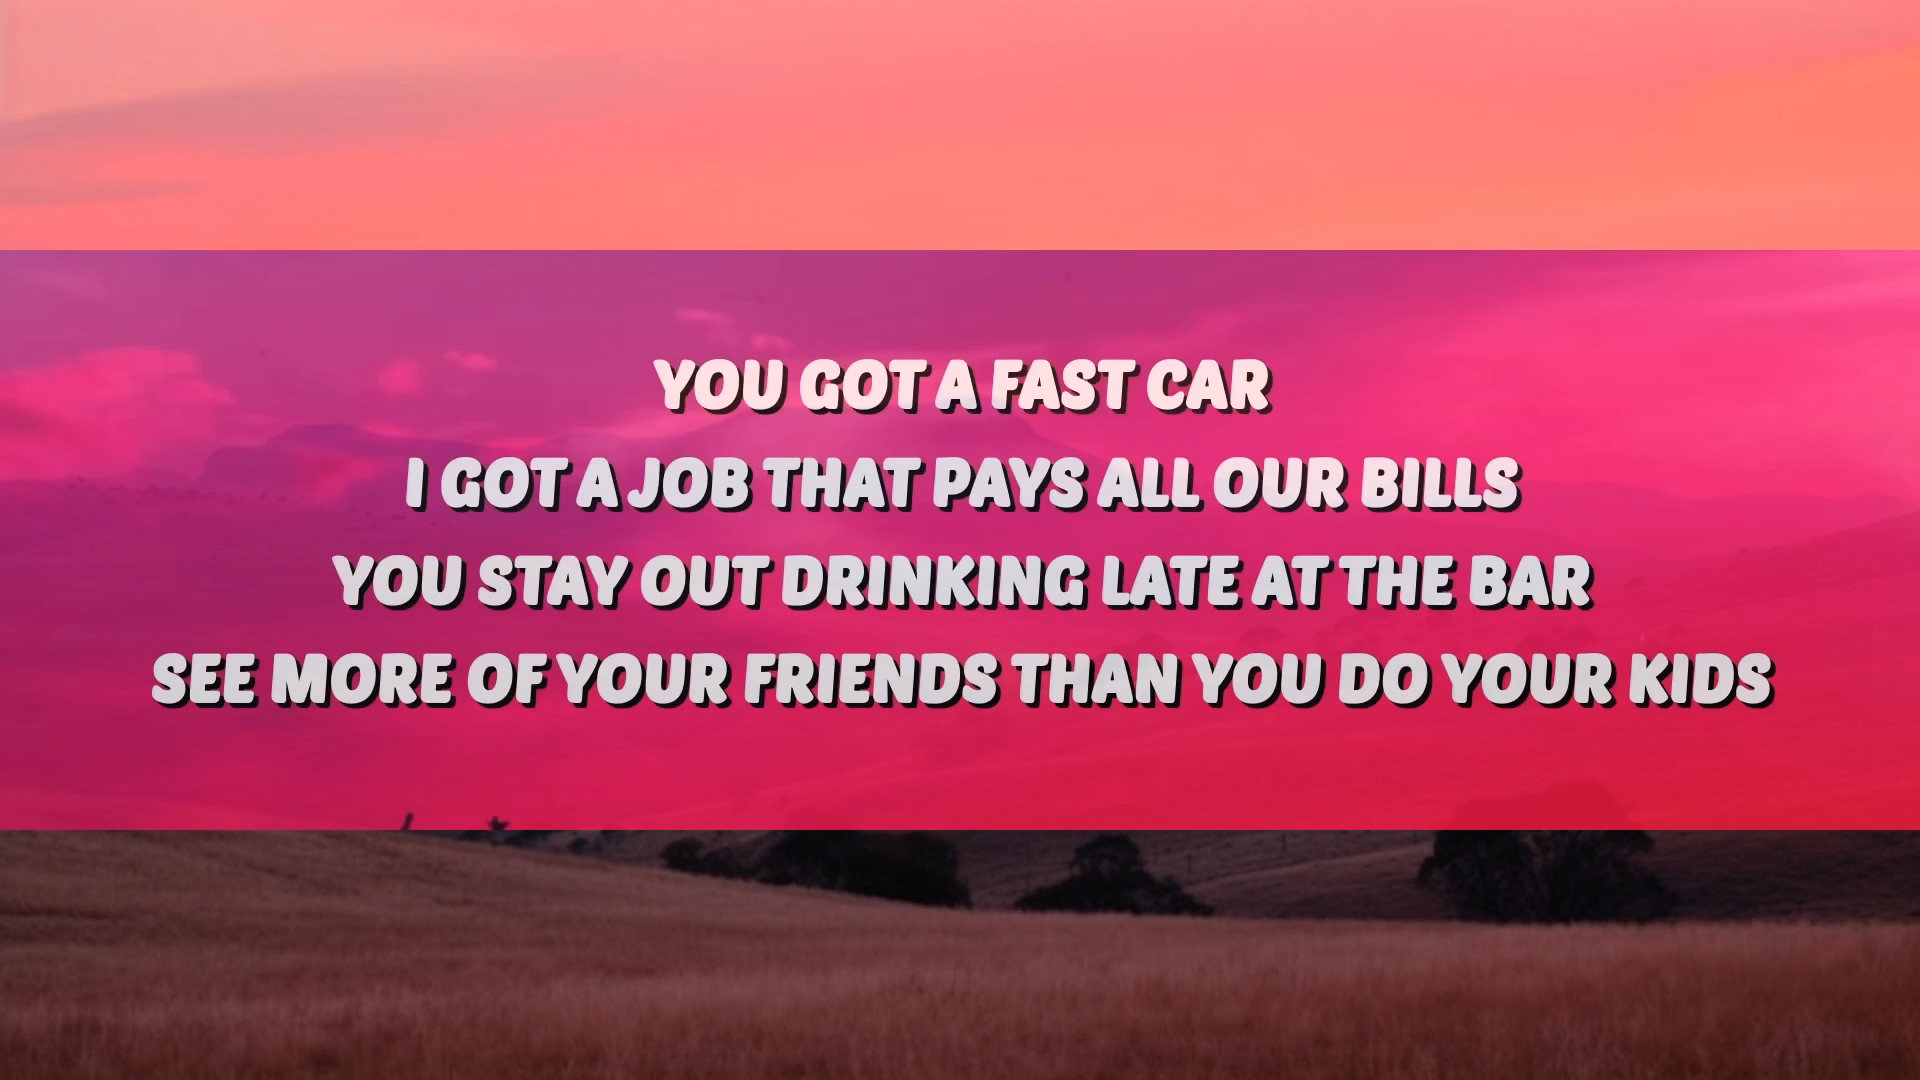 YOU GOT A FAST CAR
I GOT A JOB THAT PAYS ALL OUR BILLS
YOU STAY OUT DRINKING LATE AT THE BAR
SEE MORE OF YOUR FRIENDS THAN YOU DO YOUR KIDS